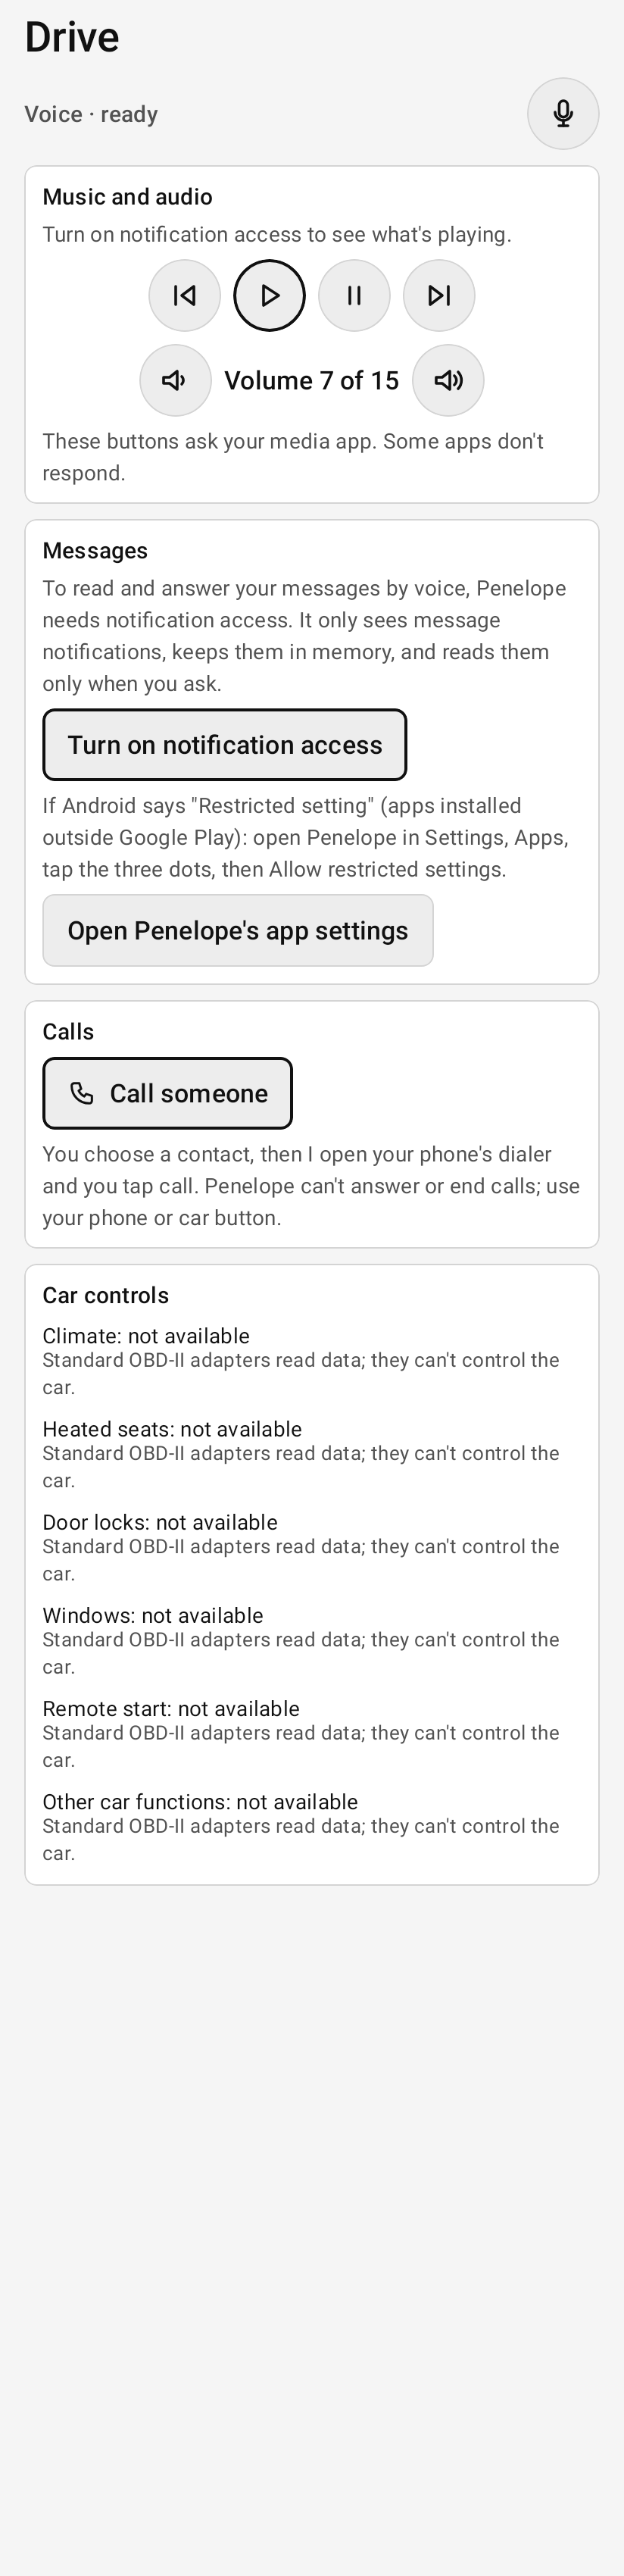 Drive
Voice · ready
Music and audio
Turn on notification access to see what's playing.
Volume 7 of 15
These buttons ask your media app. Some apps don't
respond.
Messages
To read and answer your messages by voice, Penelope
needs notification access. It only sees message
notifications, keeps them in memory, and reads them
only when you ask.
Turn on notification access
If Android says "Restricted setting" (apps installed
outside Google Play): open Penelope in Settings, Apps,
tap the three dots, then Allow restricted settings.
Open Penelope's app settings
Calls
Call someone
You choose a contact, then I open your phone's dialer
and you tap call. Penelope can't answer or end calls; use
your phone or car button.
Car controls
Climate: not available
Standard OBD-II adapters read data; they can't control the
car.
Heated seats: not available
Standard OBD-II adapters read data; they can't control the
car.
Door locks: not available
Standard OBD-II adapters read data; they can't control the
car.
Windows: not available
Standard OBD-II adapters read data; they can't control the
car.
Remote start: not available
Standard OBD-II adapters read data; they can't control the
car.
Other car functions: not available
Standard OBD-II adapters read data; they can't control the
car.